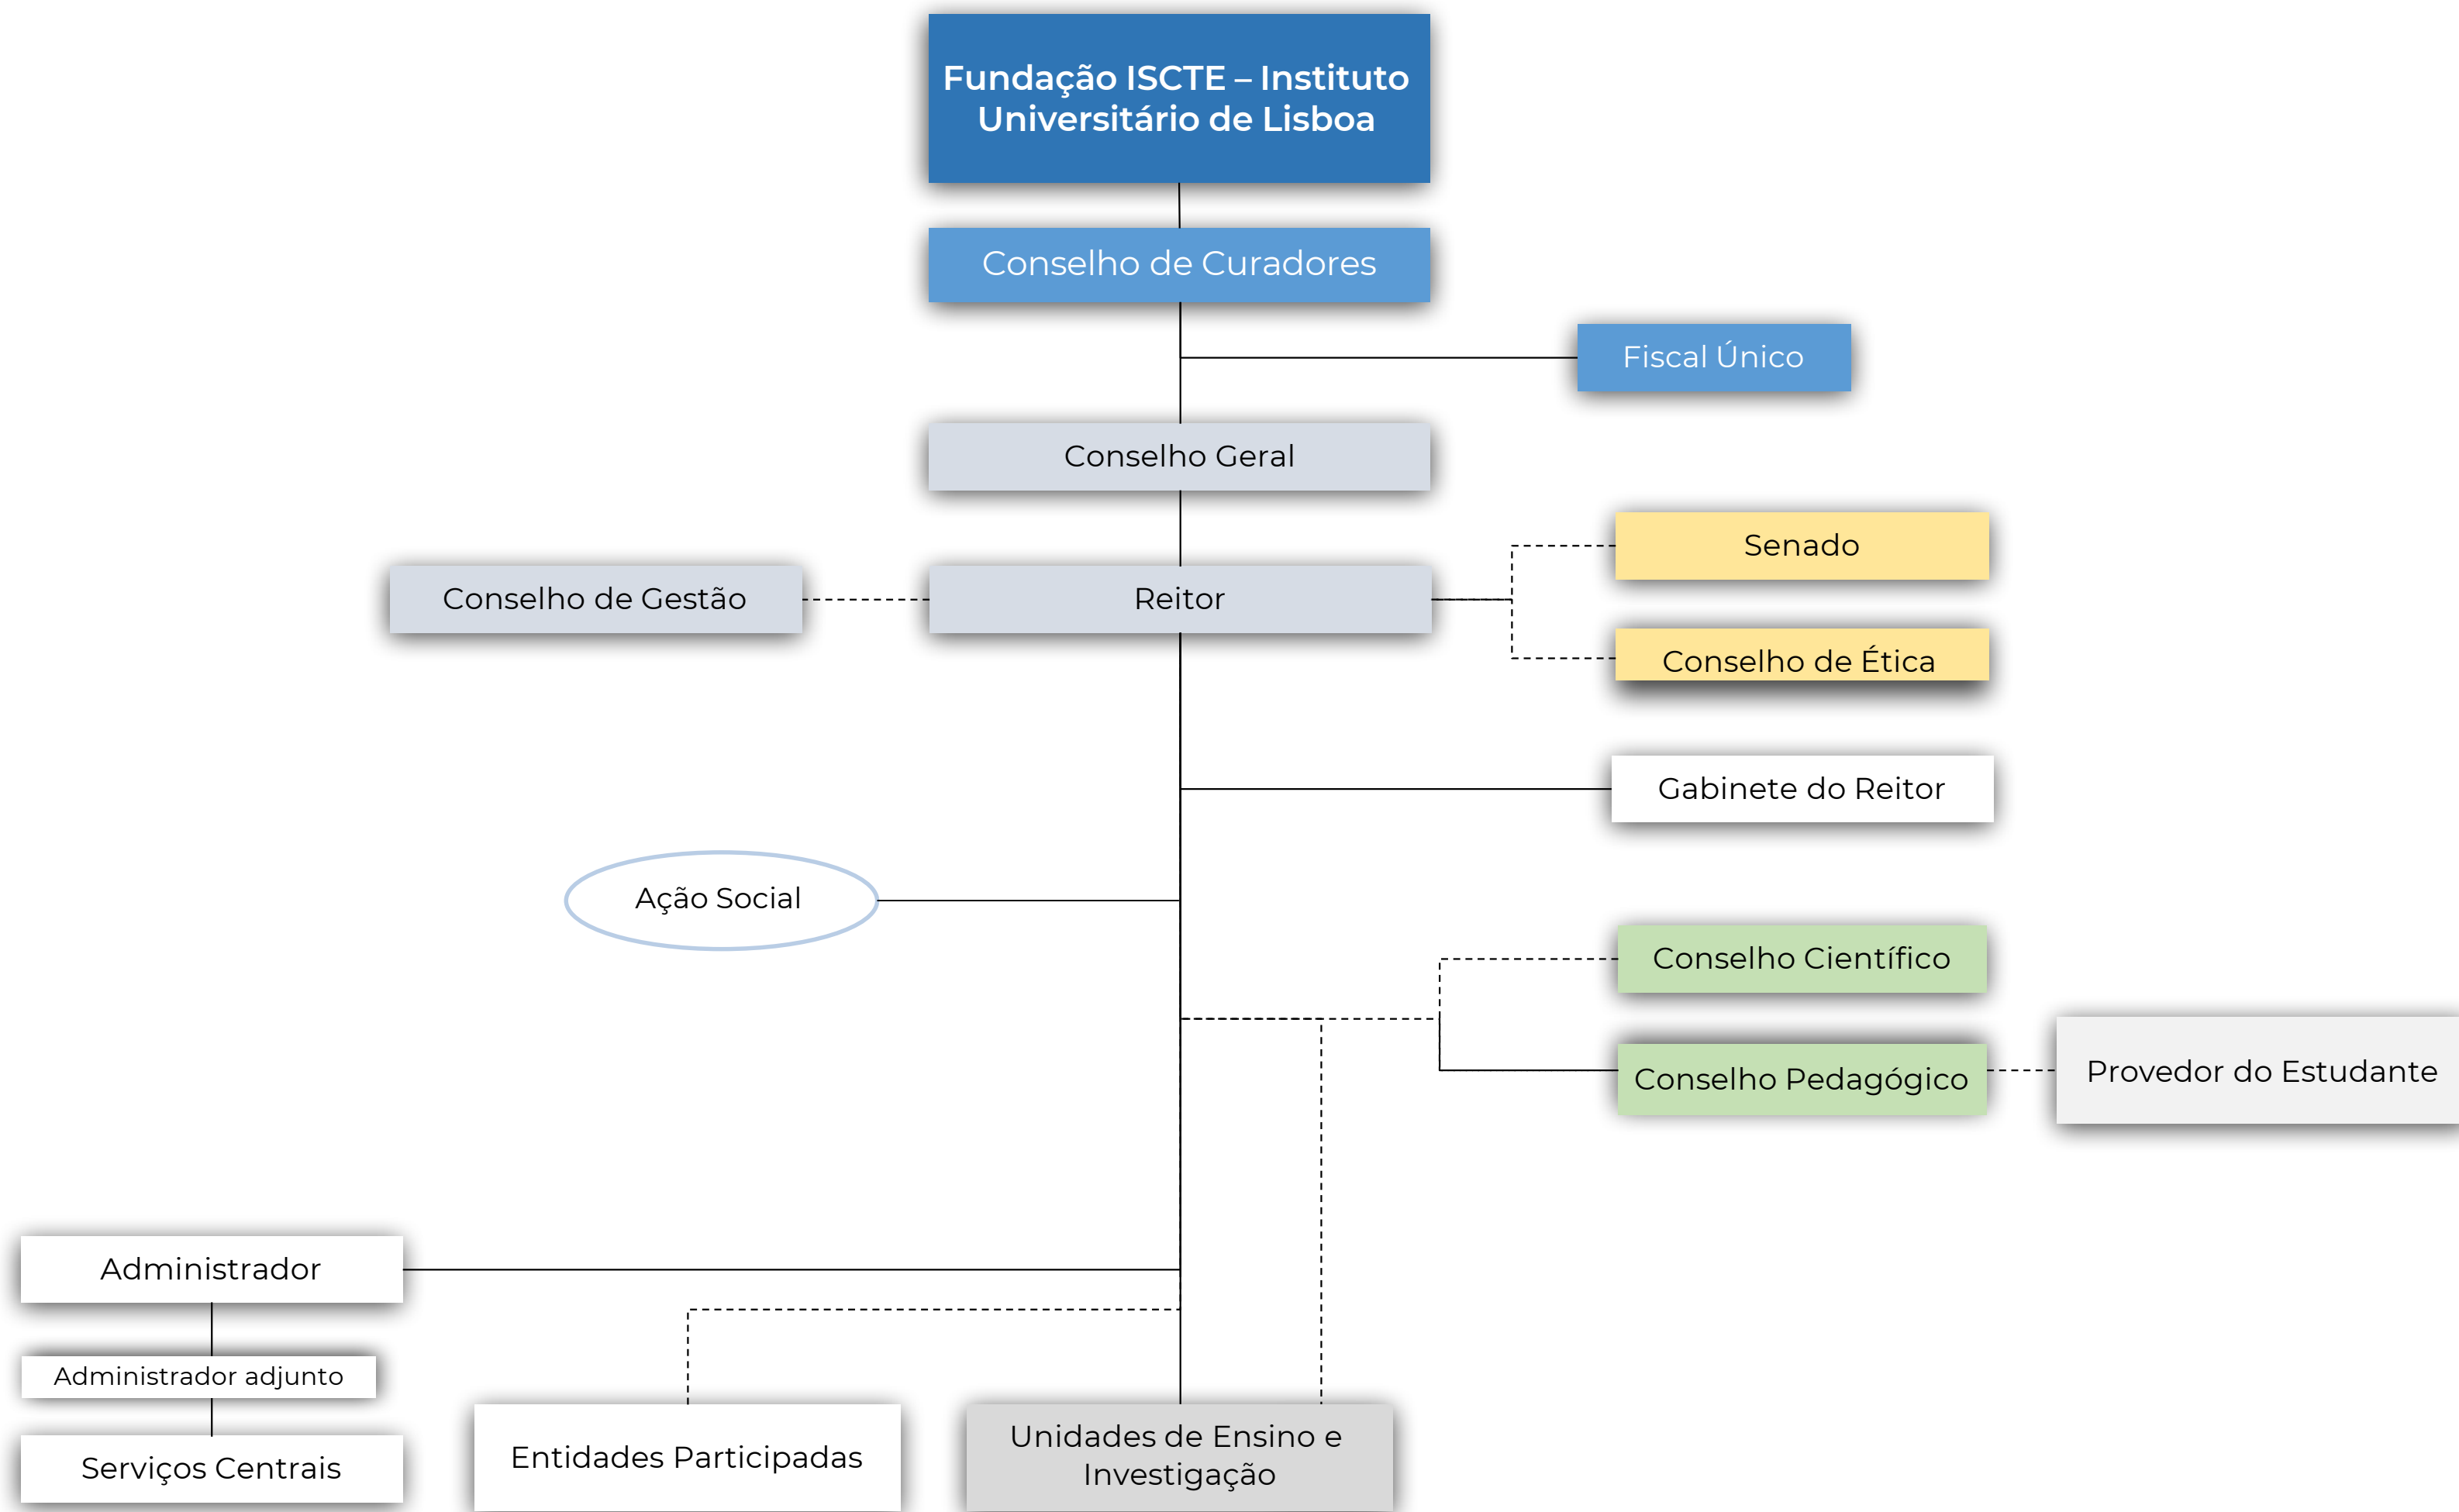 Fundação ISCTE – Instituto
Universitário de Lisboa
Conselho de Curadores
Fiscal Único
Conselho Geral
Senado
Conselho de Gestão
Reitor
Conselho de Ética
Gabinete do Reitor
Ação Social
Conselho Científico
Conselho Pedagógico
Provedor do Estudante
Administrador
Administrador adjunto
Serviços Centrais
Entidades Participadas
Unidades de Ensino e
Investigação